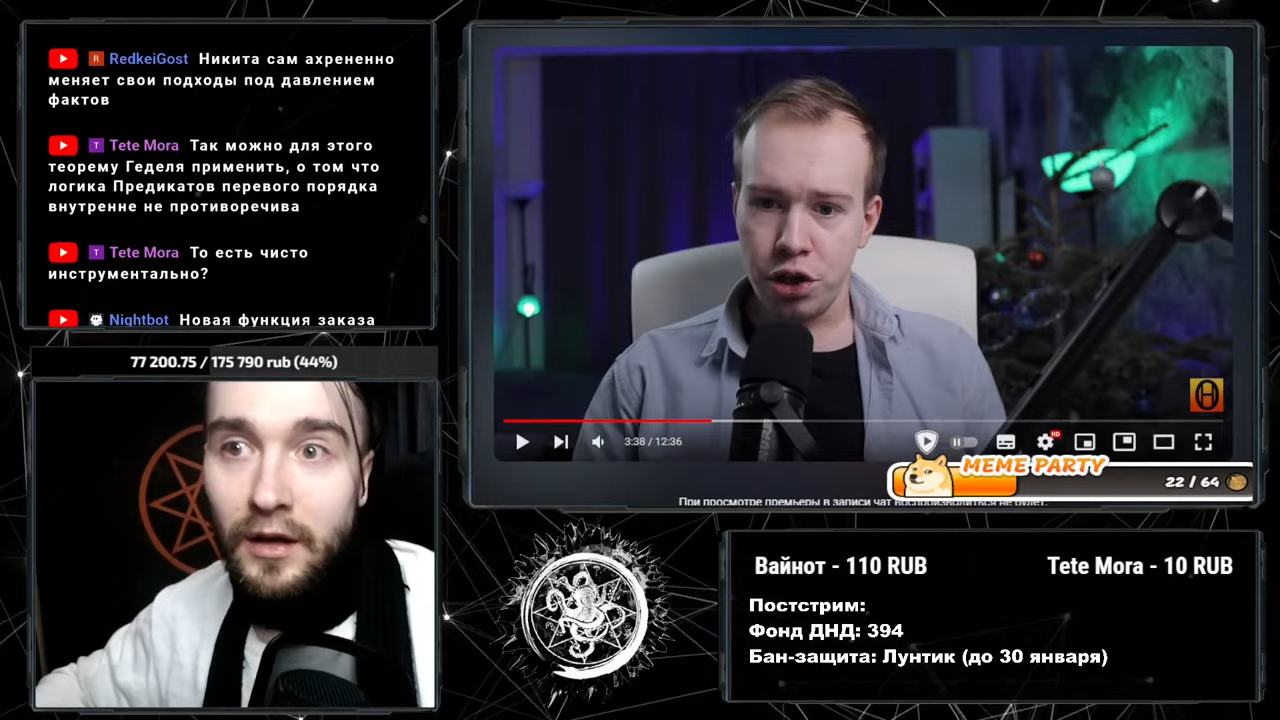 RedkeiGost Никита сам ахрененно
меняет свои подходы под давлением
фактов
Tete Mora Так можно для этого
теорему Геделя применить, о том что
логика Предикатов перевого порядка
внутренне не противоречива
Tete Mora То есть чисто
инструментально?
Nightbot Новая функция заказа
77 200.75 / 175 790 rub (44%)
3:38 / 12:36
HD
MEME PARTY
22 / 64
При просмотре премьеры в записи чат воспроизводиться не будет.
Вайнот - 110 RUB
Tete Mora - 10 RUB
Постстрим:
Фонд ДНД: 394
Бан-защита: Лунтик (до 30 января)